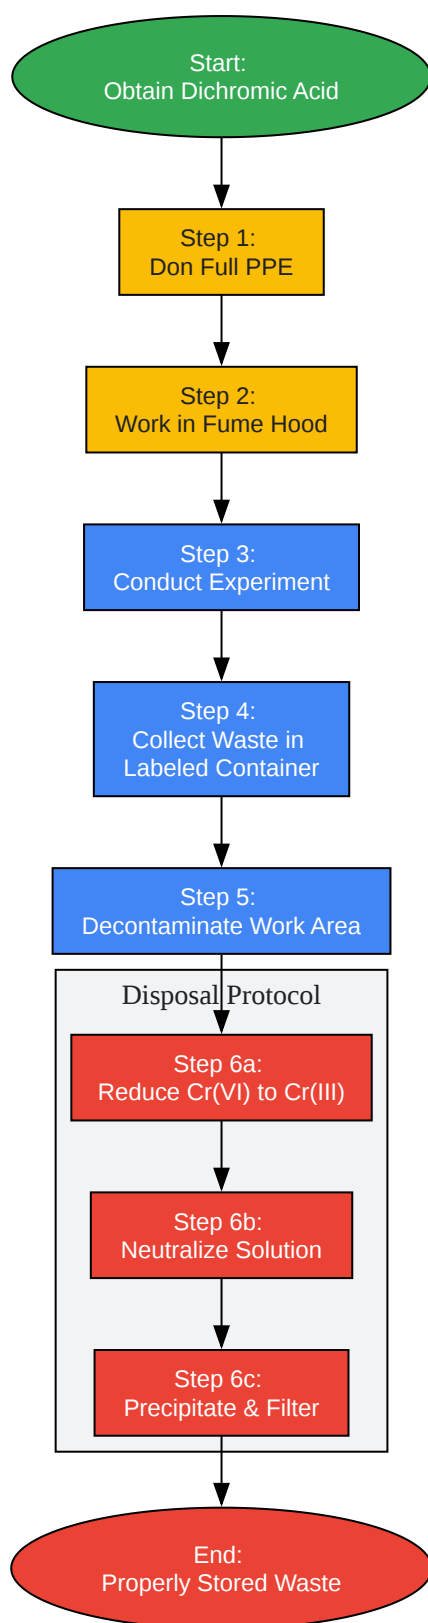 Start:
Obtain Dichromic Acid
Step 1:
Don Full PPE
Step 2:
Work in Fume Hood
Step 3:
Conduct Experiment
Step 4:
Collect Waste in
Labeled Container
Step 5:
Decontaminate Work Area
Disposal Protocol
Step 6a:
Reduce Cr(VI) to Cr(III)
Step 6b:
Neutralize Solution
Step 6c:
Precipitate & Filter
End:
Properly Stored Waste